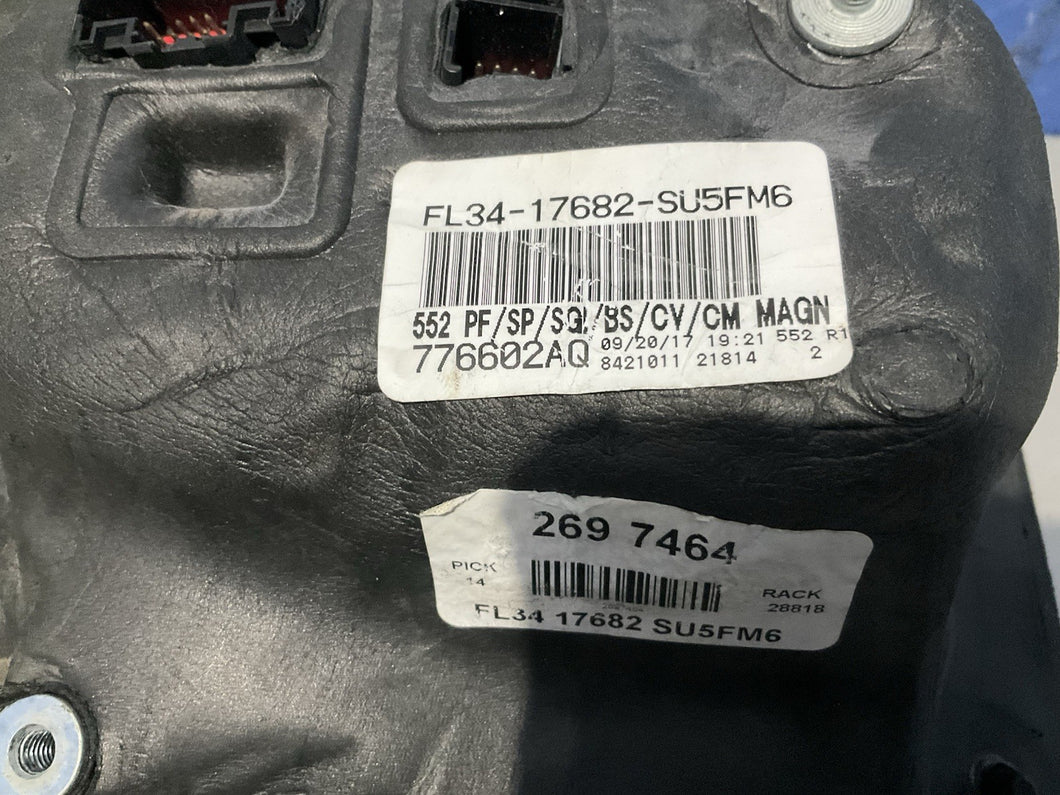 FL34-17682-SU5FM6
552 PF/SP/SGL/BS/CV/CM MAGN
776602AQ 09/20/17 19:21 552 R1
8421011 21814 2
269 7464
PICK
14
RACK
28818
FL34 17682 SU5FM6